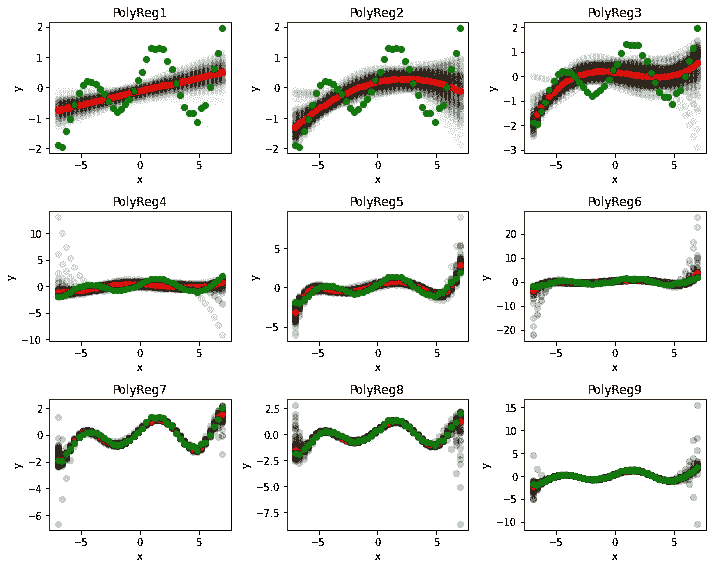 PolyReg1 PolyReg2 PolyReg3
2 2 3
1 1 2
0 0 1
y −1 y −1 y 0
−2 −2 −1
−2
−3
−5 0 5 −5 0 5 −5 0 5
x x x
PolyReg4 PolyReg5 PolyReg6
10 5 20
5 10
y 0 y 0 y 0
−5 −10
−10 −5 −20
−5 0 5 −5 0 5 −5 0 5
x x x
PolyReg7 PolyReg8 PolyReg9
2 2.5 15
0 0.0 10
y −2 y −2.5 y 5
−4 −5.0 0
−6 −7.5 −5
−10
−5 0 5 −5 0 5 −5 0 5
x x x